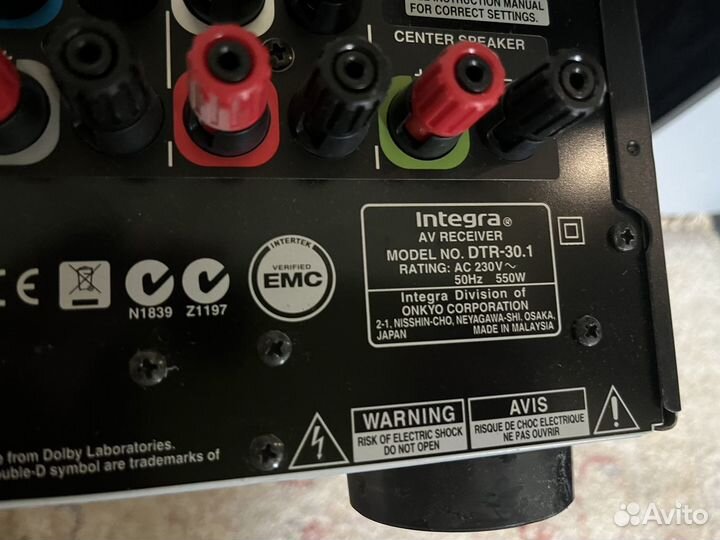 INSTRUCTION MANUAL
FOR CORRECT SETTINGS.
CENTER SPEAKER
Integra®
AV RECEIVER
MODEL NO. DTR-30.1
RATING: AC 230V ~
50Hz 550W
Integra Division of
ONKYO CORPORATION
2-1, NISSHIN-CHO, NEYAGAWA-SHI, OSAKA,
JAPAN MADE IN MALAYSIA
INTERTEK
VERIFIED
EMC
CE
N1839 Z1197
WARNING
RISK OF ELECTRIC SHOCK
DO NOT OPEN
AVIS
RISQUE DE CHOC ELECTRIQUE
NE PAS OUVRIR
from Dolby Laboratories.
double-D symbol are trademarks of
Avito